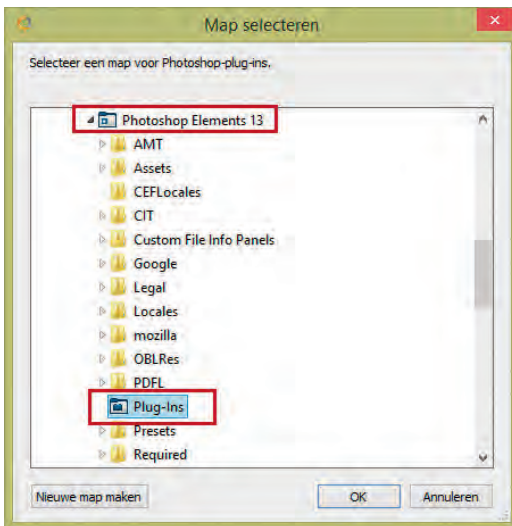 Map selecteren
Selecteer een map voor Photoshop-plug-ins.
Photoshop Elements 13
AMT
Assets
CEFLocales
CIT
Custom File Info Panels
Google
Legal
Locales
mozilla
OBLRes
PDFL
Plug-Ins
Presets
Required
Nieuwe map maken OK Annuleren